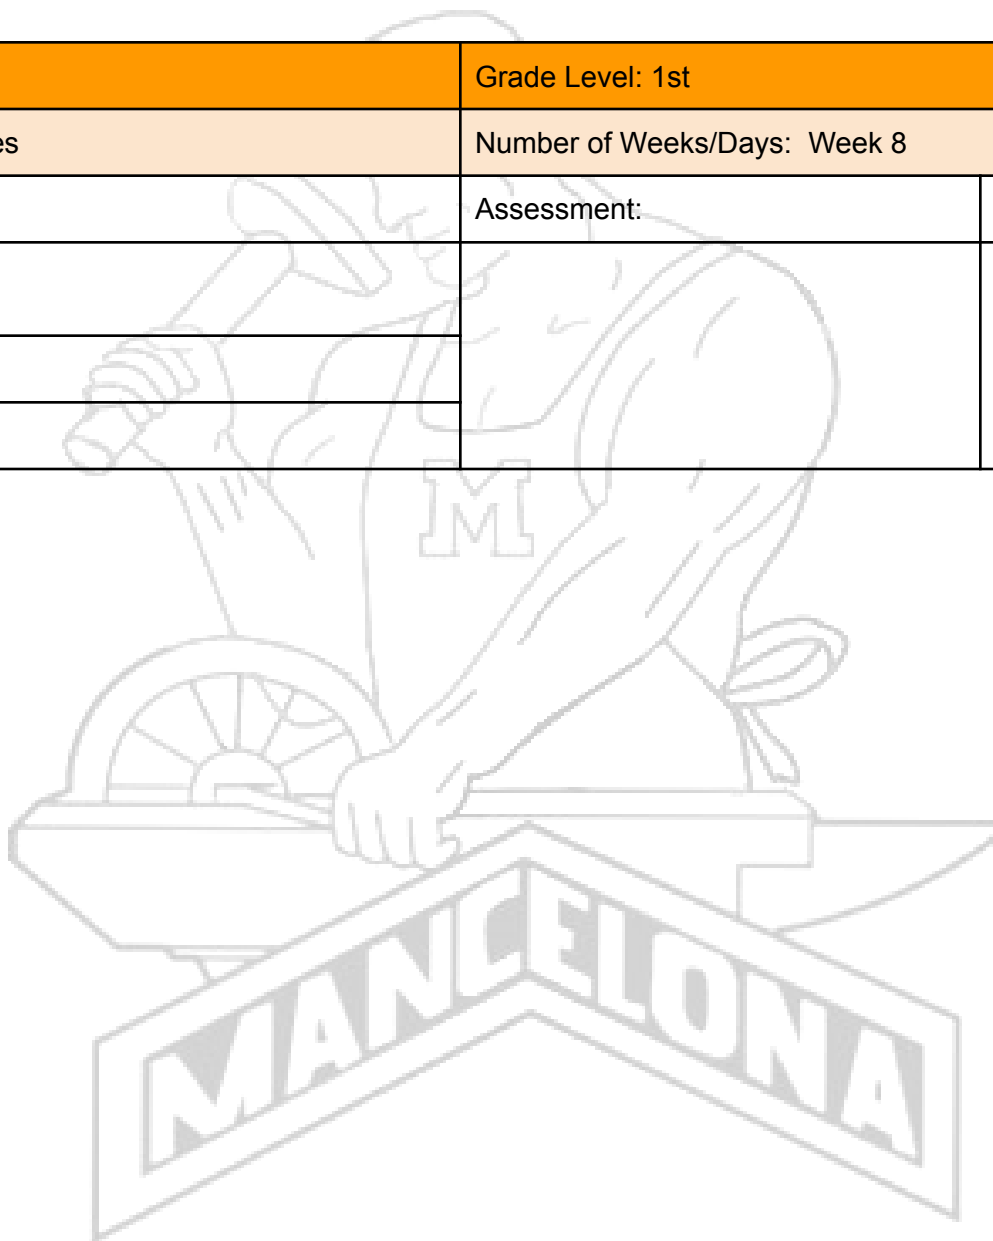 Grade Level: 1st
es
Number of Weeks/Days: Week 8
Assessment:
M
MANCELONA